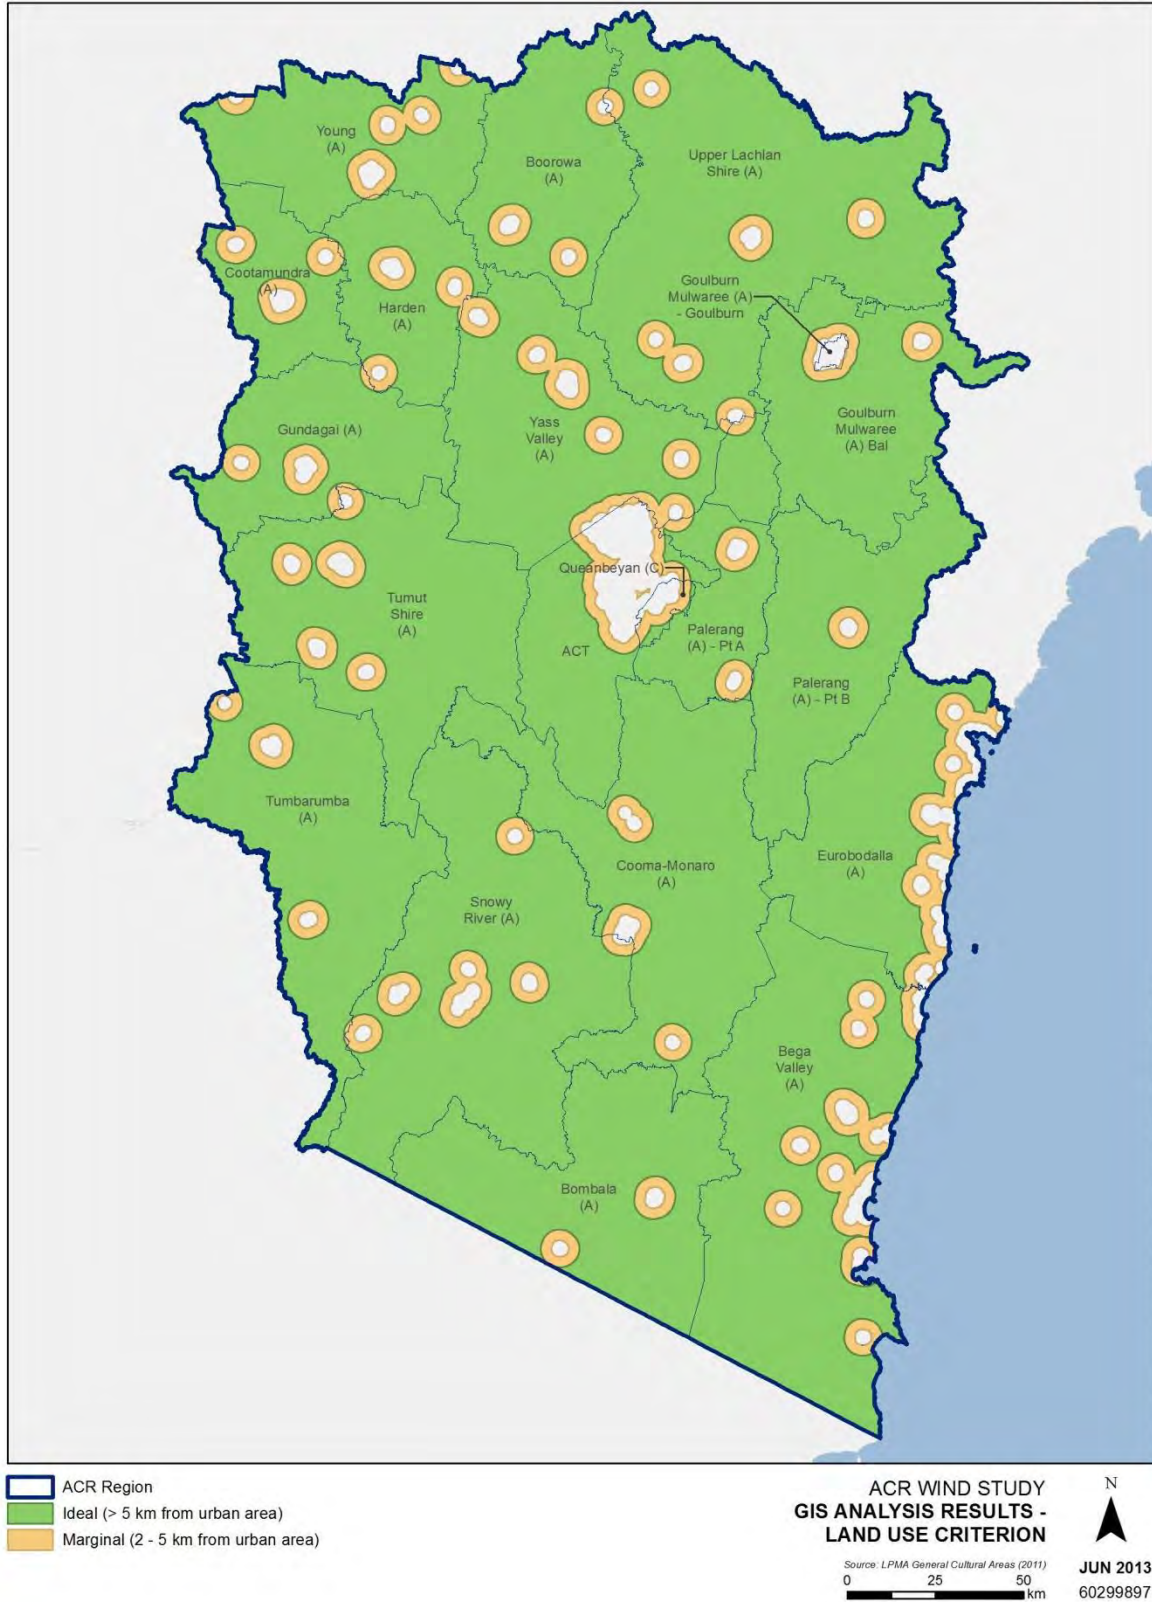 Young
(A)
Boorowa
(A)
Upper Lachlan
Shire (A)
Cootamundra
(A)
Harden
(A)
Goulburn
Mulwaree (A)
- Goulburn
Gundagai (A)
Yass
Valley
(A)
Goulburn
Mulwaree
(A) Bal
Queanbeyan (C)
Tumut
Shire
(A)
ACT
Palerang
(A) - Pt A
Palerang
(A) - Pt B
Tumbarumba
(A)
Snowy
River (A)
Cooma-Monaro
(A)
Eurobodalla
(A)
Bega
Valley
(A)
Bombala
(A)
ACR Region
Ideal (> 5 km from urban area)
Marginal (2 - 5 km from urban area)
ACR WIND STUDY
GIS ANALYSIS RESULTS -
LAND USE CRITERION
Source: LPMA General Cultural Areas (2011)
0 25 50
km
N
JUN 2013
60299897